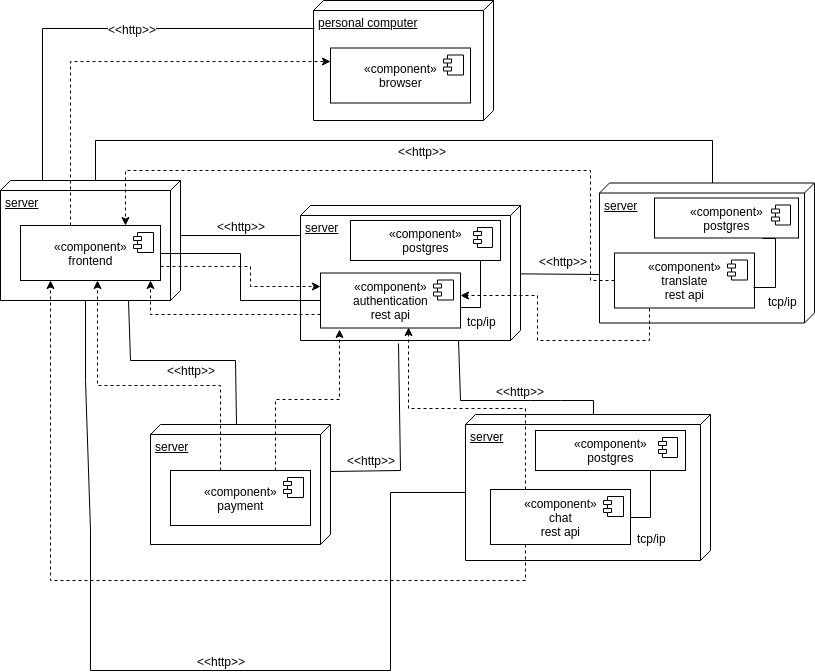 personal computer
<<http>>
«component»
browser
<<http>>
server
«component»
frontend
<<http>>
server
«component»
postgres
«component»
authentication
rest api
tcp/ip
<<http>>
server
«component»
postgres
«component»
translate
rest api
tcp/ip
<<http>>
<<http>>
server
«component»
payment
<<http>>
server
«component»
postgres
«component»
chat
rest api
tcp/ip
<<http>>
<<http>>